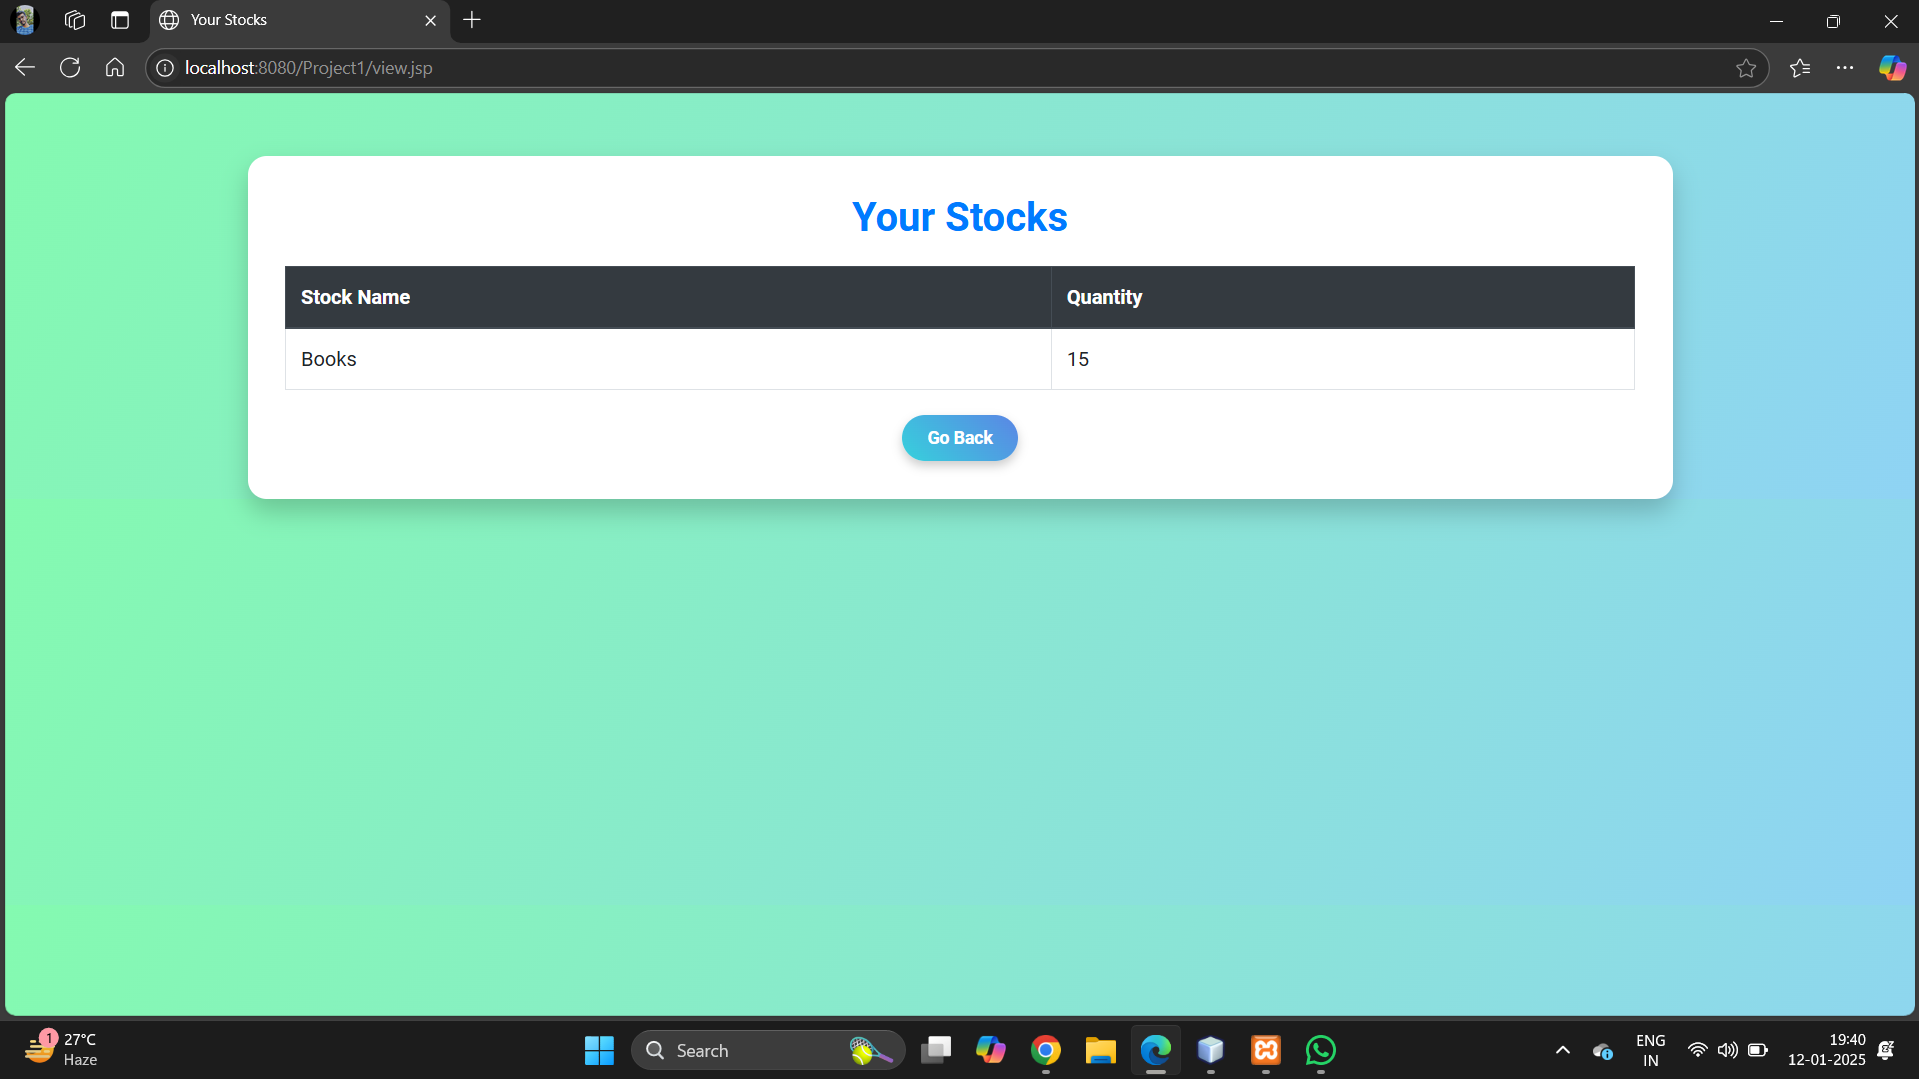 Your Stocks
localhost:8080/Project1/view.jsp
Your Stocks
Stock Name Quantity
Books 15
Go Back
1
27°C
Haze
Search
ENG
IN
19:40
12-01-2025